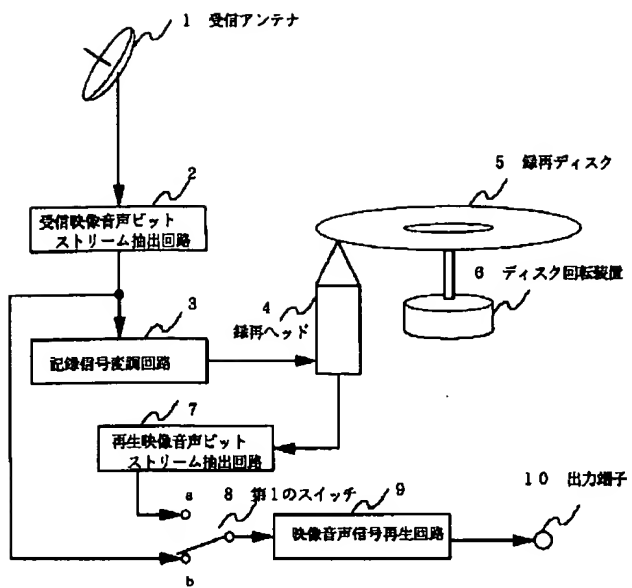 1 受信アンテナ
5 録再ディスク
2
受信映像音声ビット
ストリーム抽出回路
6 ディスク回転装置
3
4
録再ヘッド
記録信号変調回路
7
再生映像音声ビット
ストリーム抽出回路
a
8 第1のスイッチ
9
10 出力端子
映像音声信号再生回路
b